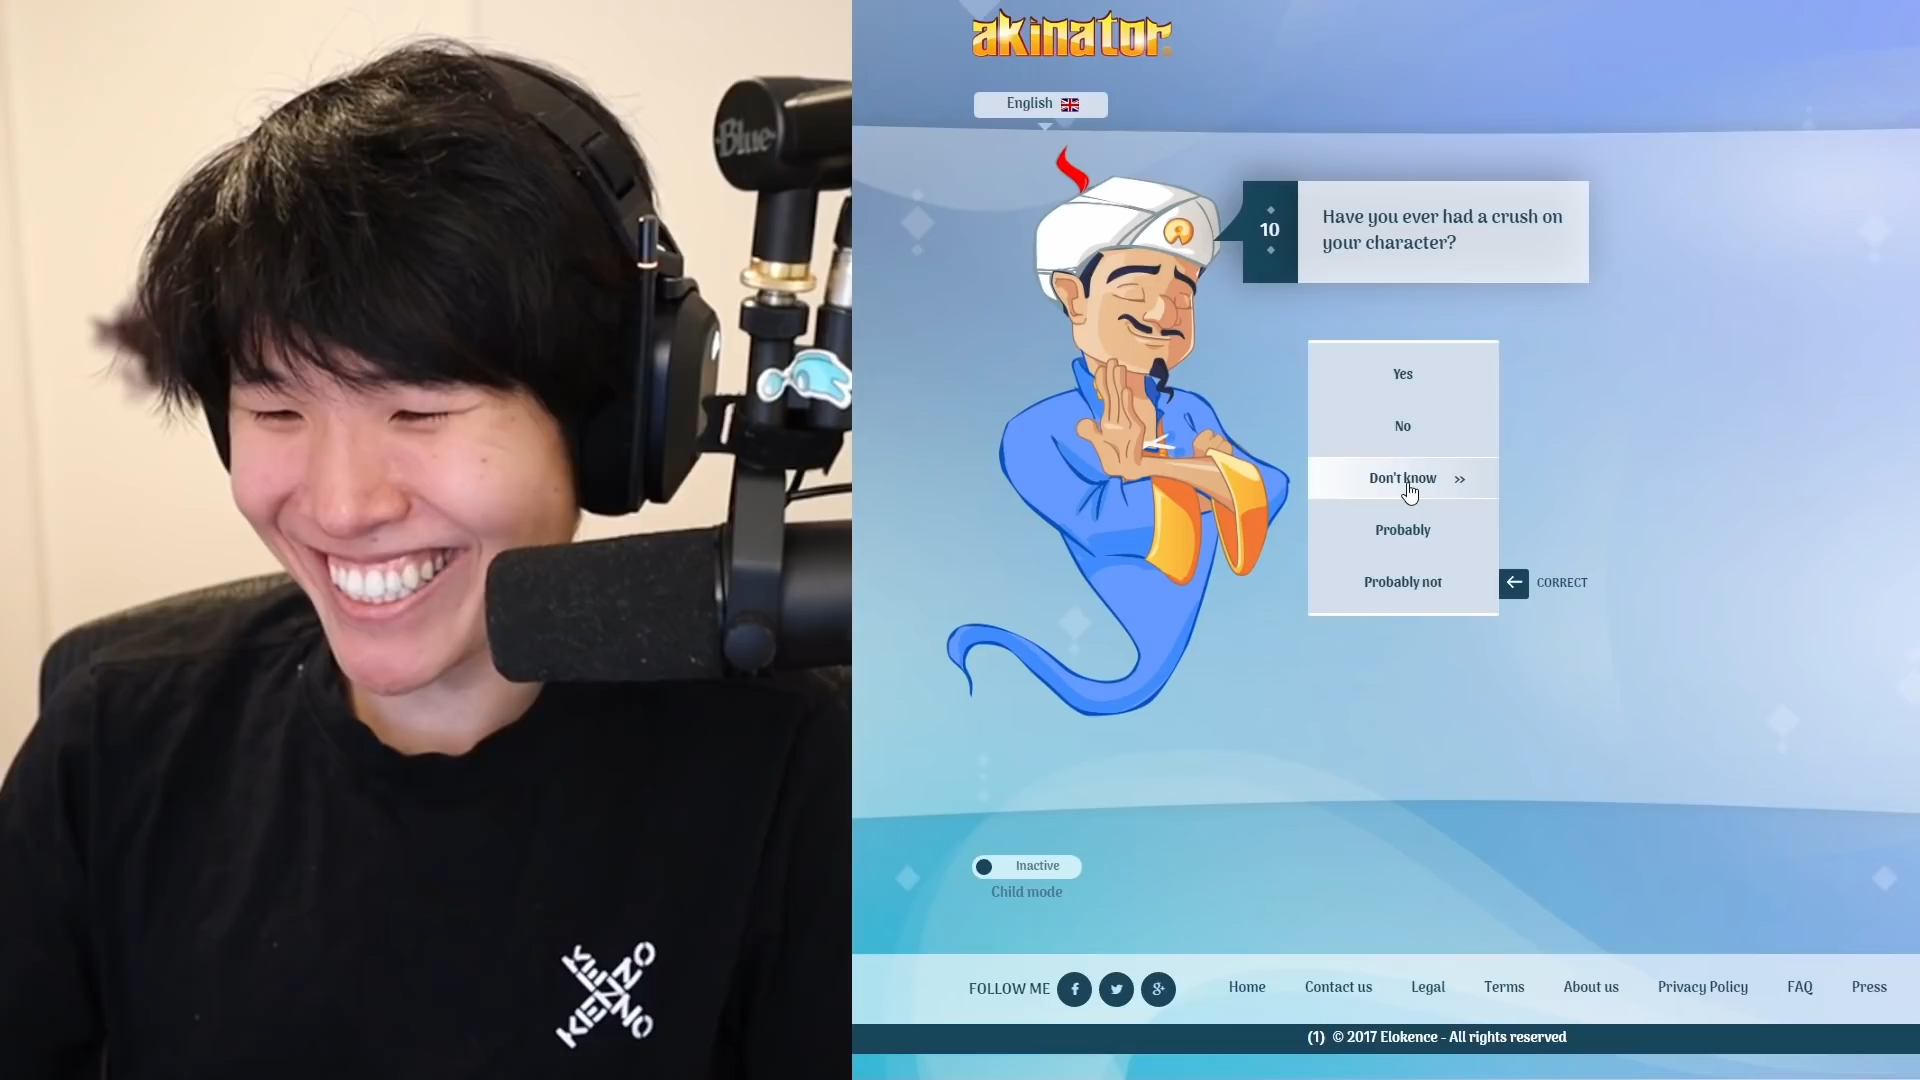 Blue
KENZO
KENZO
akinator
English
10
Have you ever had a crush on
your character?
Yes
No
Don't know
Probably
Probably not
CORRECT
Inactive
Child mode
FOLLOW ME
Home
Contact us
Legal
Terms
About us
Privacy Policy
FAQ
Press
(1) © 2017 Elokence - All rights reserved